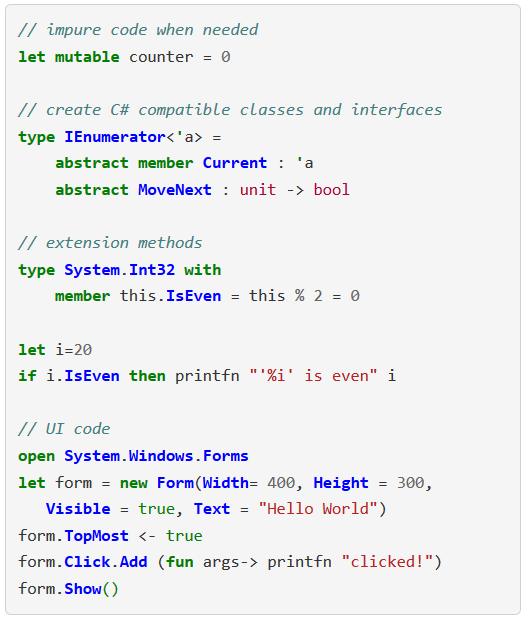 // impure code when needed
let mutable counter = 0
// create C# compatible classes and interfaces
type IEnumerator<'a> =
    abstract member Current : 'a
    abstract MoveNext : unit -> bool
// extension methods
type System.Int32 with
    member this.IsEven = this % 2 = 0
let i=20
if i.IsEven then printfn "'%i' is even" i
// UI code
open System.Windows.Forms
let form = new Form(Width= 400, Height = 300,
   Visible = true, Text = "Hello World")
form.TopMost <- true
form.Click.Add (fun args-> printfn "clicked!")
form.Show()